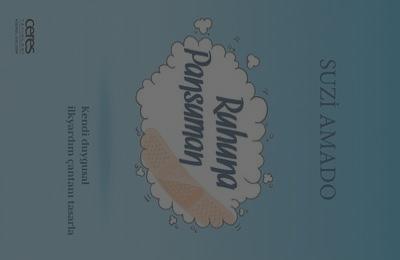 SUZİ AMADO
Ruhuna
Pansuman
Kendi duygusal
ilkyardım çantanı tasarla
ceres